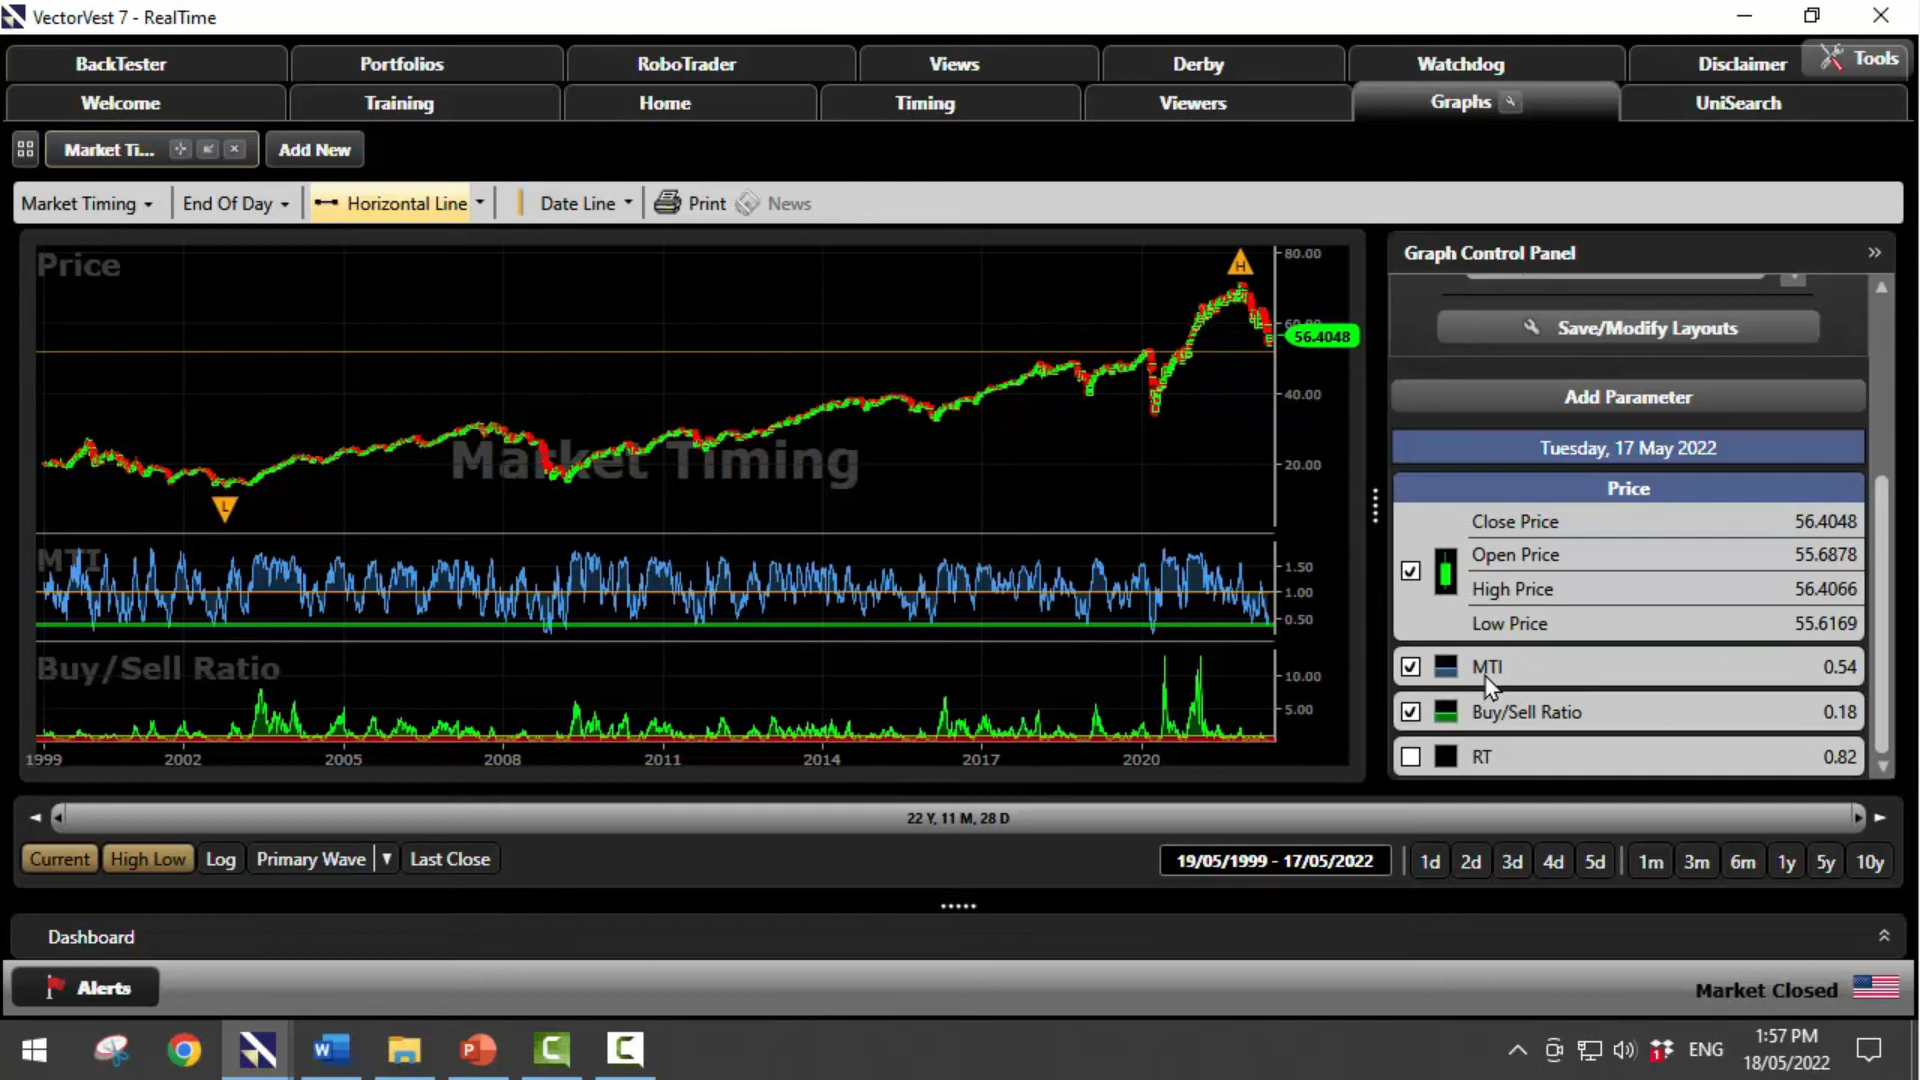 VectorVest 7 - RealTime
BackTester Portfolios RoboTrader Views Derby Watchdog Disclaimer Tools
Welcome Training Home Timing Viewers Graphs UniSearch
Market Ti... Add New
Market Timing End Of Day Horizontal Line Date Line Print News
Price
H
80.00
60.00
56.4048
40.00
20.00
Market Timing
L
MTI
1.50
1.00
0.50
Buy/Sell Ratio
10.00
5.00
1999 2002 2005 2008 2011 2014 2017 2020
Graph Control Panel
Save/Modify Layouts
Add Parameter
Tuesday, 17 May 2022
Price
Close Price 56.4048
Open Price 55.6878
High Price 56.4066
Low Price 55.6169
MTI 0.54
Buy/Sell Ratio 0.18
RT 0.82
22 Y, 11 M, 28 D
Current High Low Log Primary Wave Last Close 19/05/1999 - 17/05/2022 1d 2d 3d 4d 5d 1m 3m 6m 1y 5y 10y
Dashboard
Alerts Market Closed
ENG 1:57 PM
18/05/2022